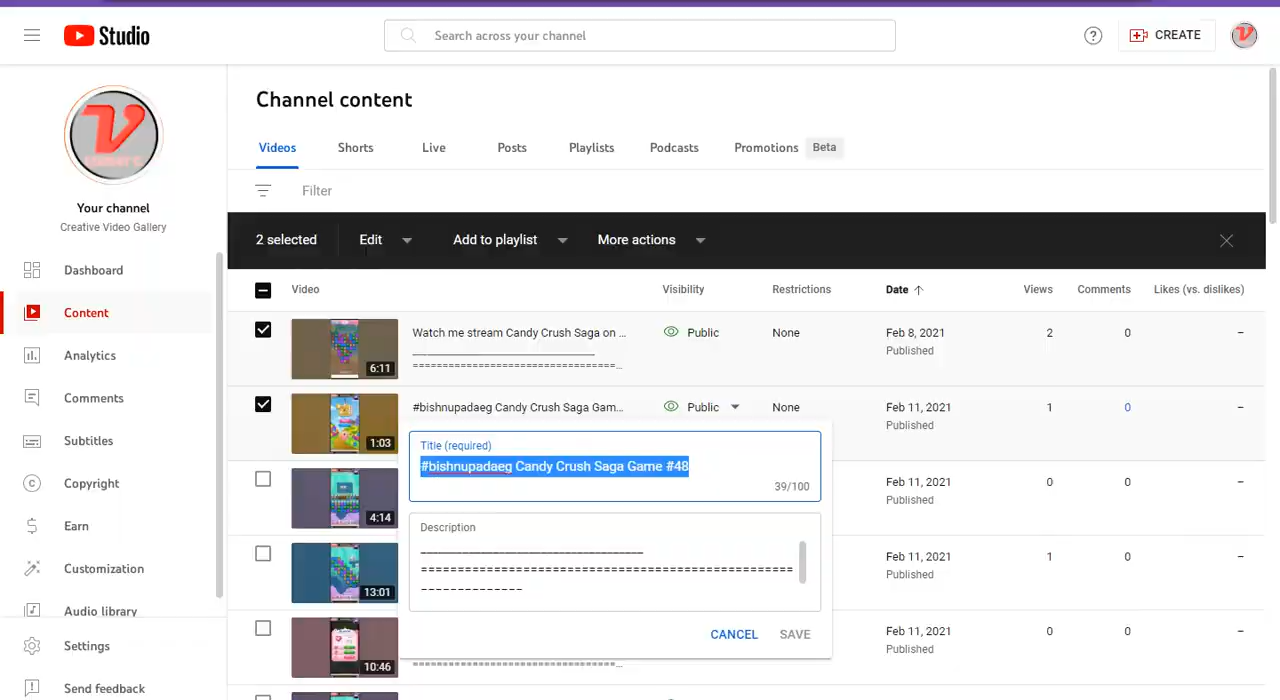 Studio
Search across your channel
CREATE
Your channel
Creative Video Gallery
Dashboard
Content
Analytics
Comments
Subtitles
Copyright
Earn
Customization
Audio library
Settings
Send feedback
Channel content
Videos Shorts Live Posts Playlists Podcasts Promotions Beta
Filter
2 selected Edit Add to playlist More actions
Video Visibility Restrictions Date Views Comments Likes (vs. dislikes)
6:11 Watch me stream Candy Crush Saga on ... Public None Feb 8, 2021 2 0 –
Published
1:03 #bishnupadaeg Candy Crush Saga Gam... Public None Feb 11, 2021 1 0 –
Published
Title (required)
#bishnupadaeg Candy Crush Saga Game #48
39/100
4:14 Feb 11, 2021 0 0 –
Published
Description
13:01 Feb 11, 2021 1 0 –
Published
CANCEL SAVE
10:46 Feb 11, 2021 0 0 –
Published